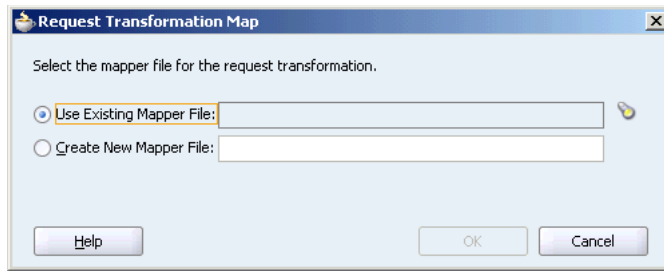 Request Transformation Map
Select the mapper file for the request transformation.
Use Existing Mapper File:
Create New Mapper File:
Help
OK
Cancel